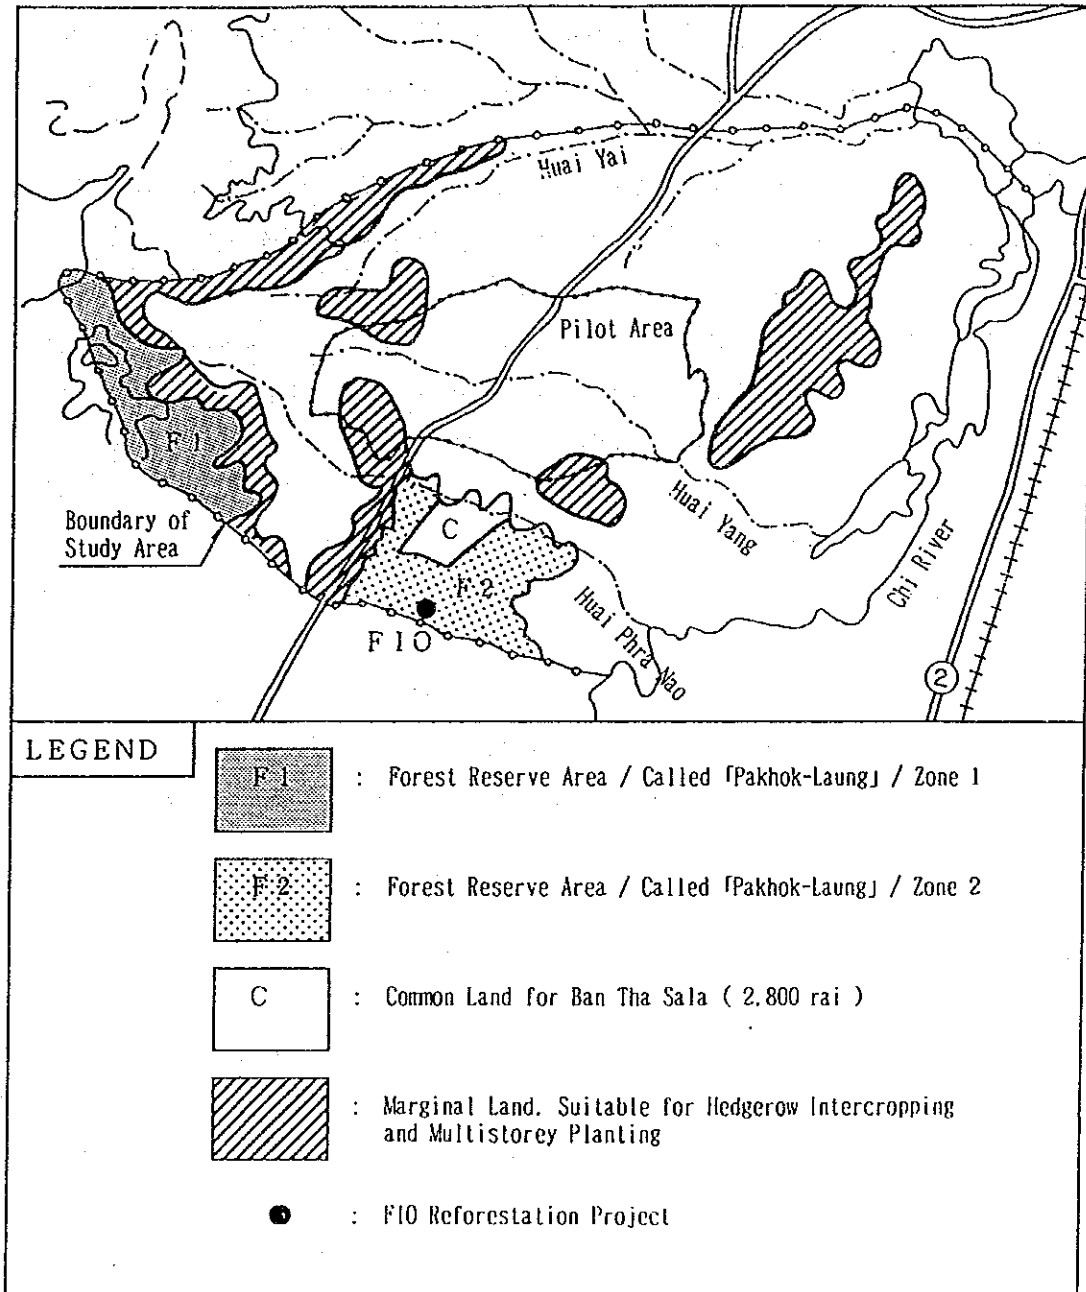 Huai Yai
Pilot Area
F1
Boundary of
Study Area
C
F2
FIO
Huai Yang
Huai Phra Nao
Chi River
2
LEGEND
F1 : Forest Reserve Area / Called 「Pakhok-Laung」 / Zone 1
F2 : Forest Reserve Area / Called 「Pakhok-Laung」 / Zone 2
C : Common Land for Ban Tha Sala ( 2.800 rai )
: Marginal Land. Suitable for Hedgerow Intercropping
and Multistorey Planting
: FIO Reforestation Project